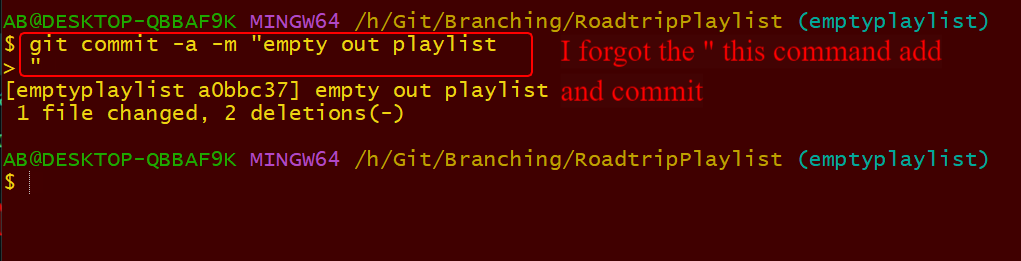 AB@DESKTOP-QBBAF9K MINGW64 /h/Git/Branching/RoadtripPlaylist (emptyplaylist)
$ git commit -a -m "empty out playlist
> "
I forgot the " this command add
and commit
[emptyplaylist a0bbc37] empty out playlist
1 file changed, 2 deletions(-)
AB@DESKTOP-QBBAF9K MINGW64 /h/Git/Branching/RoadtripPlaylist (emptyplaylist)
$